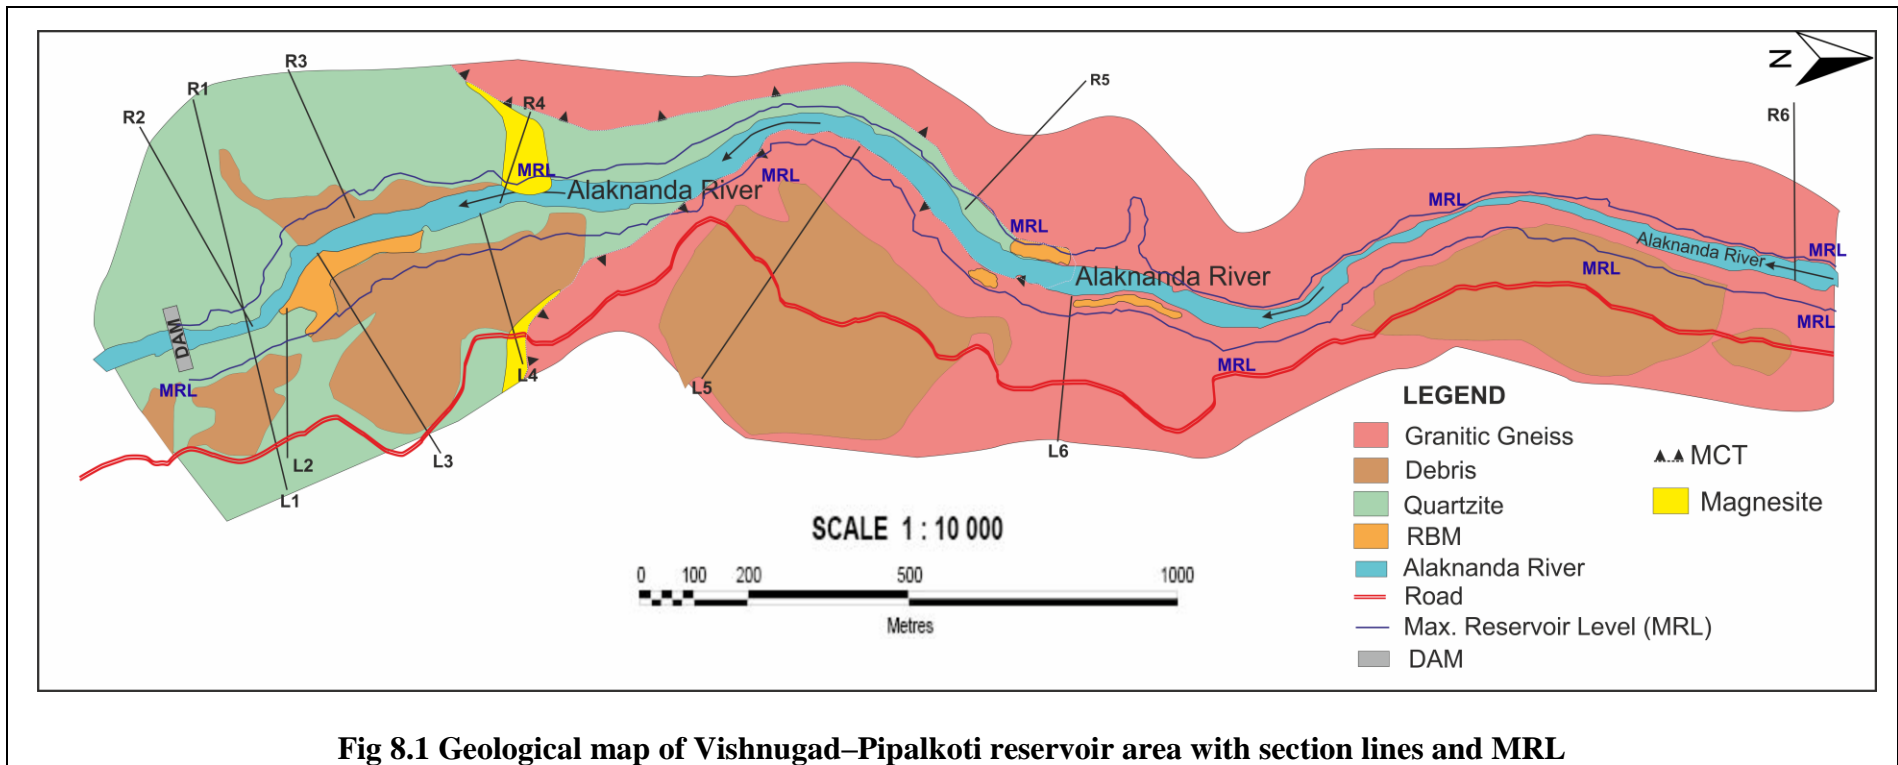 R3
R1
R2
R4
R5
R6
N
MRL
Alaknanda River
MRL
MRL
MRL
MRL
Alaknanda River
Alaknanda River
MRL
MRL
MRL
DAM
MRL
L4
L5
L6
L3
L2
L1
LEGEND
Granitic Gneiss
Debris
Quartzite
RBM
Alaknanda River
Road
Max. Reservoir Level (MRL)
DAM
MCT
Magnesite
SCALE 1 : 10 000
0 100 200 500 1000
Metres
Fig 8.1 Geological map of Vishnugad–Pipalkoti reservoir area with section lines and MRL